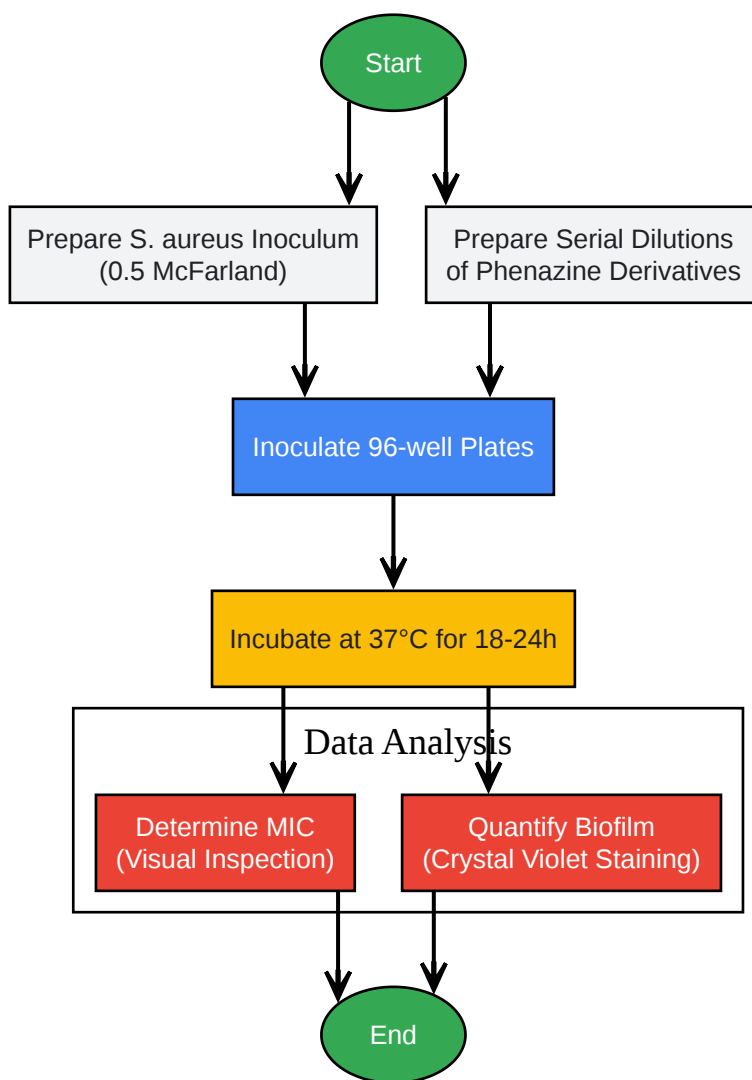 Start
Prepare S. aureus Inoculum
(0.5 McFarland)
Prepare Serial Dilutions
of Phenazine Derivatives
Inoculate 96-well Plates
Incubate at 37°C for 18-24h
Data Analysis
Determine MIC
(Visual Inspection)
Quantify Biofilm
(Crystal Violet Staining)
End